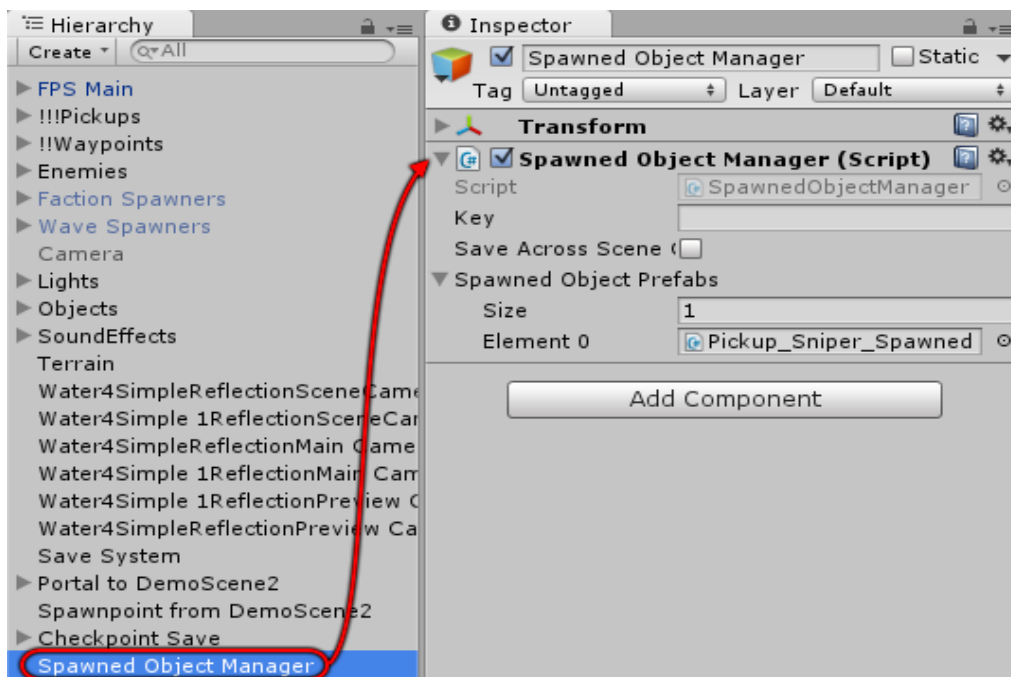 Hierarchy
Create
All
FPS Main
!!!Pickups
!!Waypoints
Enemies
Faction Spawners
Wave Spawners
Camera
Lights
Objects
SoundEffects
Terrain
Water4SimpleReflectionSceneCame
Water4Simple 1ReflectionSceneCar
Water4SimpleReflectionMain Came
Water4Simple 1ReflectionMain Cam
Water4Simple 1ReflectionPreview C
Water4SimpleReflectionPreview Ca
Save System
Portal to DemoScene2
Spawnpoint from DemoScene2
Checkpoint Save
Spawned Object Manager
Inspector
Spawned Object Manager
Static
Tag Untagged Layer Default
Transform
Spawned Object Manager (Script)
Script SpawnedObjectManager
Key
Save Across Scene (
Spawned Object Prefabs
Size 1
Element 0 Pickup_Sniper_Spawned
Add Component